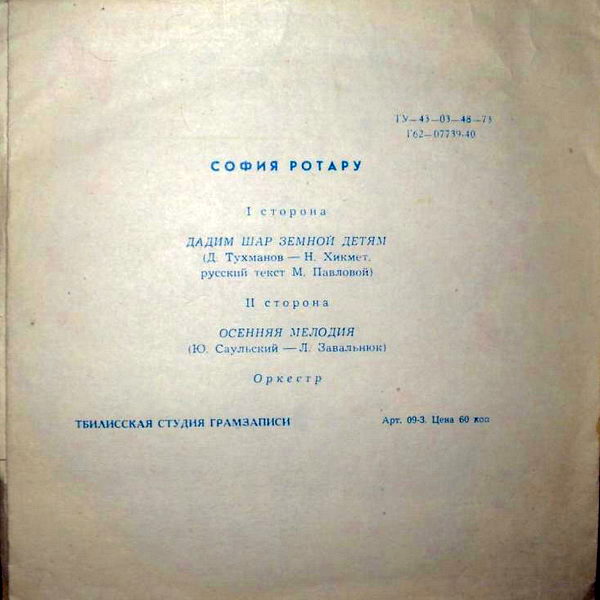 ТУ—43—03—48—73
Г62—07739-40
СОФИЯ РОТАРУ
I сторона
ДАДИМ ШАР ЗЕМНОЙ ДЕТЯМ
(Д. Тухманов — Н. Хикмет,
русский текст М. Павловой)
II сторона
ОСЕННЯЯ МЕЛОДИЯ
(Ю. Саульский — Л. Завальнюк)
Оркестр
ТБИЛИССКАЯ СТУДИЯ ГРАМЗАПИСИ
Арт. 09-3. Цена 60 коп